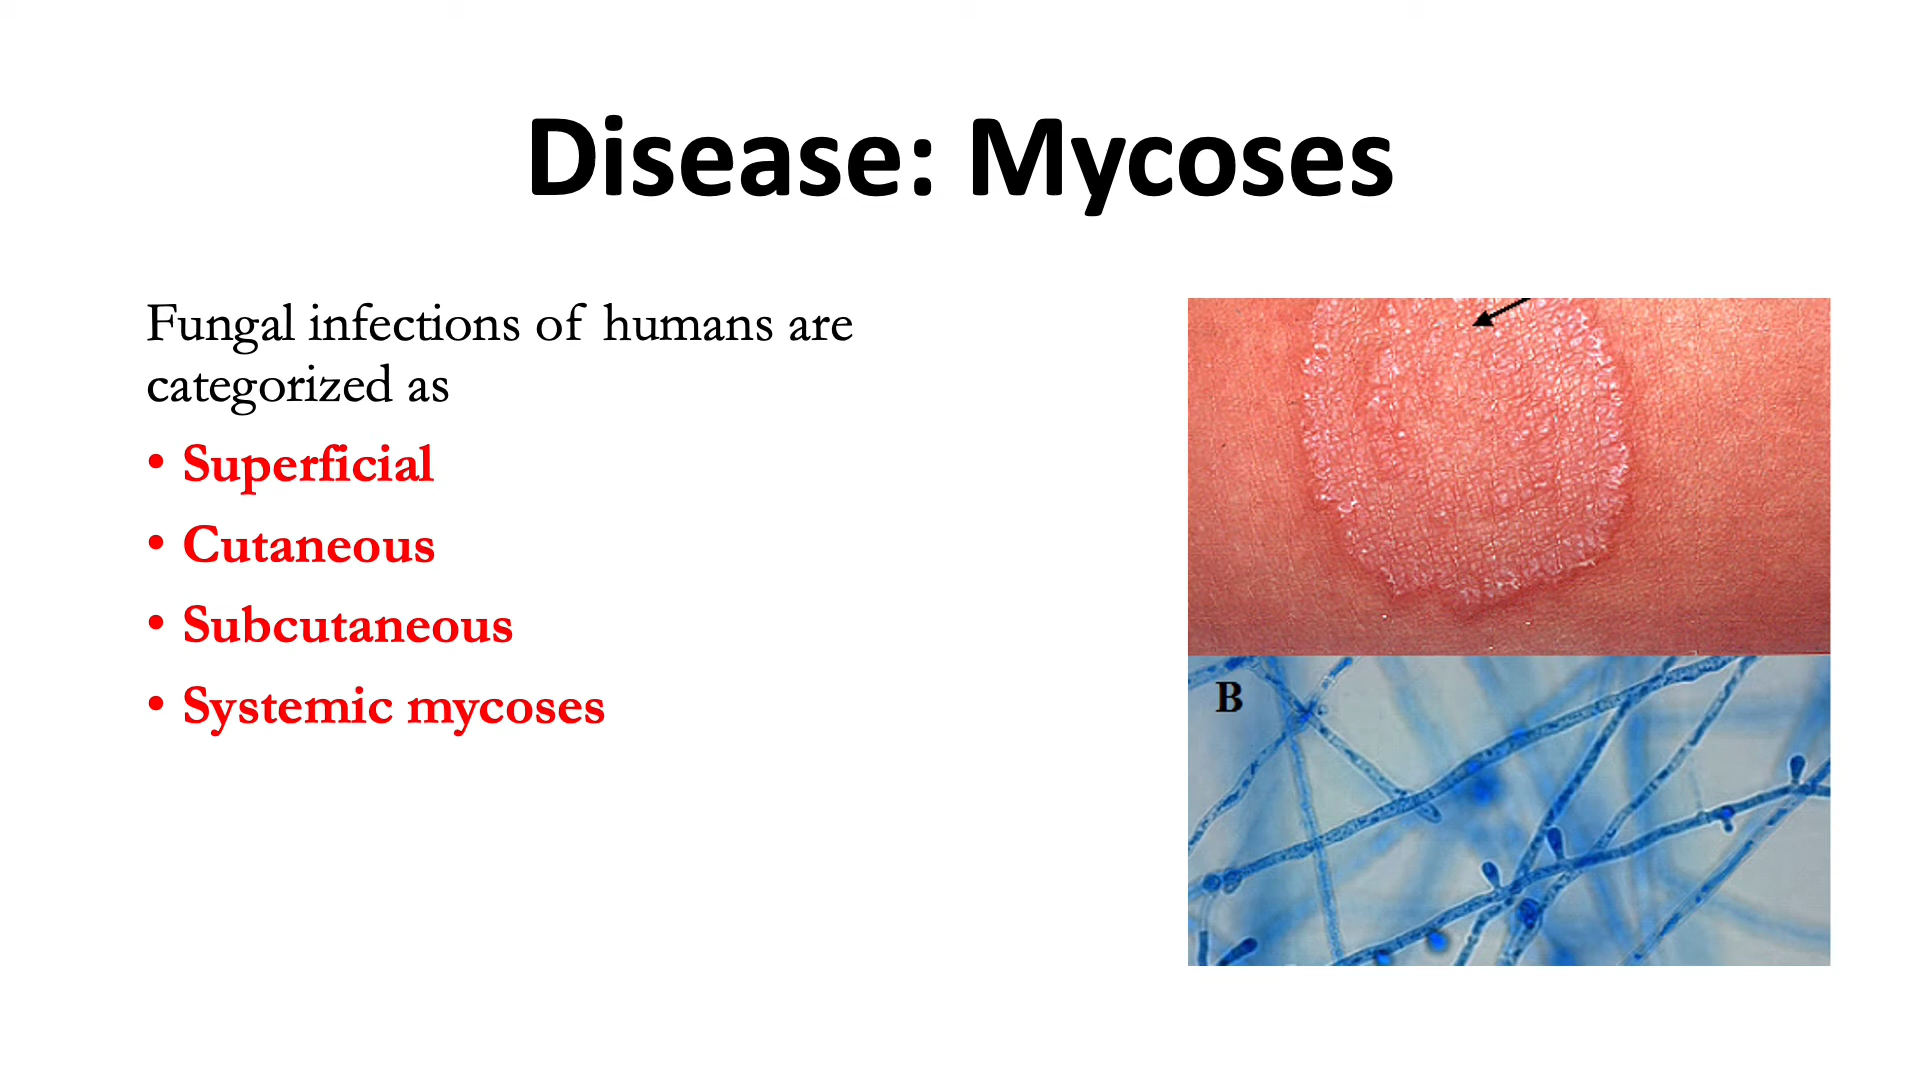 Disease: Mycoses
Fungal infections of humans are
categorized as
• Superficial
• Cutaneous
• Subcutaneous
• Systemic mycoses
B